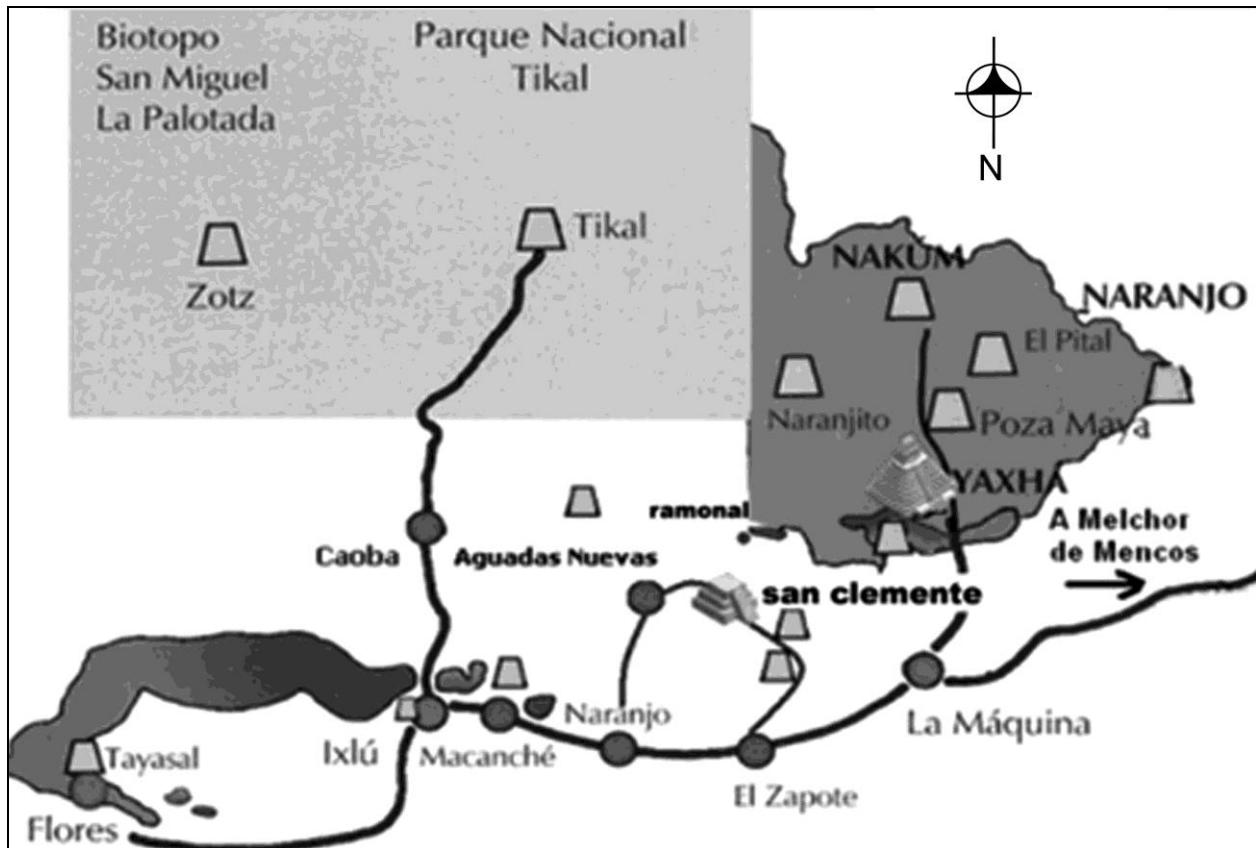 Biotopo
San Miguel
La Palotada
Parque Nacional
Tikal
N
Tikal
Zotz
NAKÚM
NARANJO
El Pital
Naranjito
Poza Maya
YAXHA
ramonal
A Melchor
de Mencos
Caoba
Aguadas Nuevas
san clemente
Naranjo
La Máquina
Ixlú
Macanché
Tayasal
El Zapote
Flores